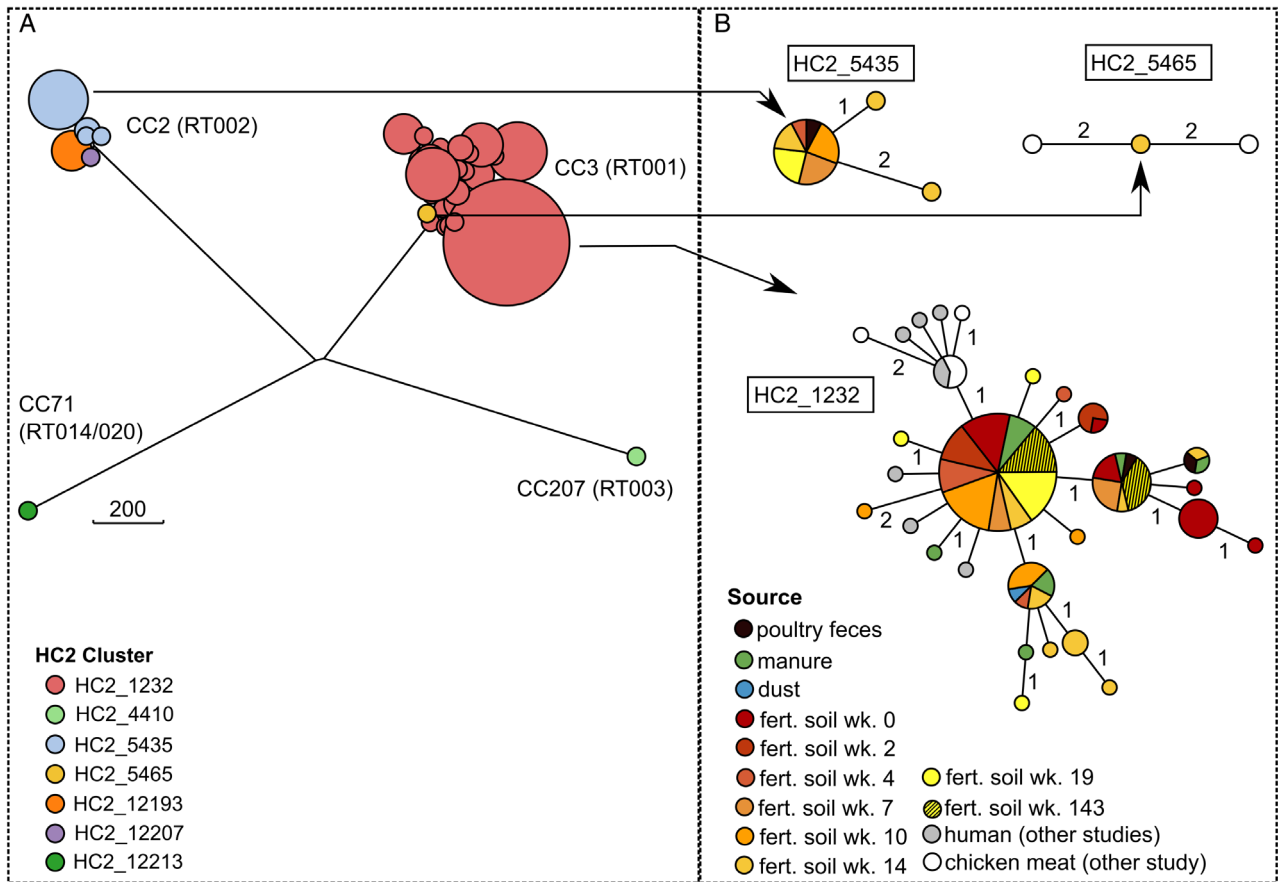 A
CC2 (RT002)
CC3 (RT001)
CC71
(RT014/020)
200
CC207 (RT003)
HC2 Cluster
HC2_1232
HC2_4410
HC2_5435
HC2_5465
HC2_12193
HC2_12207
HC2_12213
B
HC2_5435
1
2
HC2_5465
2
2
HC2_1232
1
2
1
1
1
1
2
1
1
1
1
1
1
1
Source
poultry feces
manure
dust
fert. soil wk. 0
fert. soil wk. 2
fert. soil wk. 4
fert. soil wk. 7
fert. soil wk. 10
fert. soil wk. 14
fert. soil wk. 19
fert. soil wk. 143
human (other studies)
chicken meat (other study)